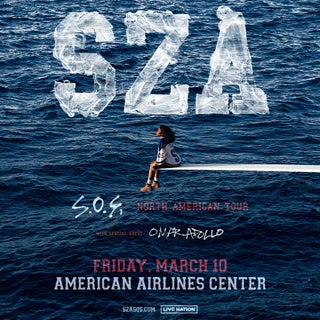 SZA
S.O.S. NORTH AMERICAN TOUR
WITH SPECIAL GUEST OMAR APOLLO
FRIDAY, MARCH 10
AMERICAN AIRLINES CENTER
SZASOS.COM LIVE NATION